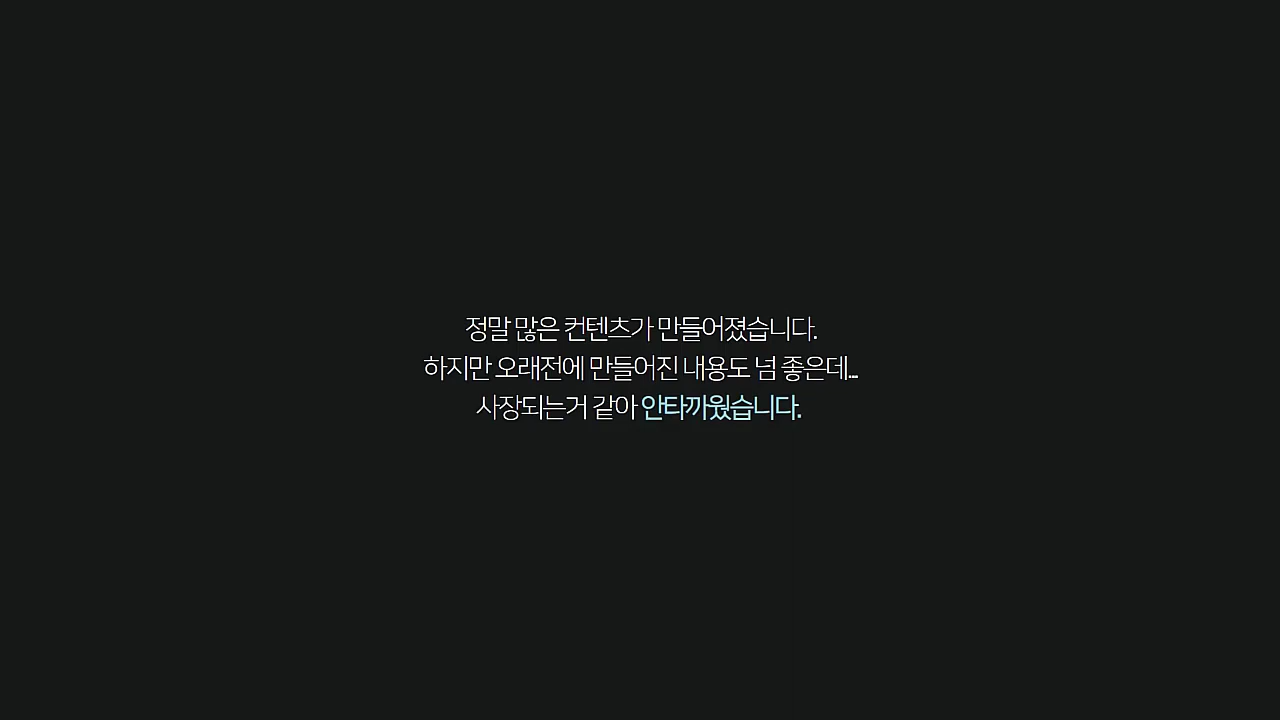 정말 많은 컨텐츠가 만들어졌습니다.
하지만 오래전에 만들어진 내용도 넘 좋은데...
사장되는거 같아 안타까웠습니다.